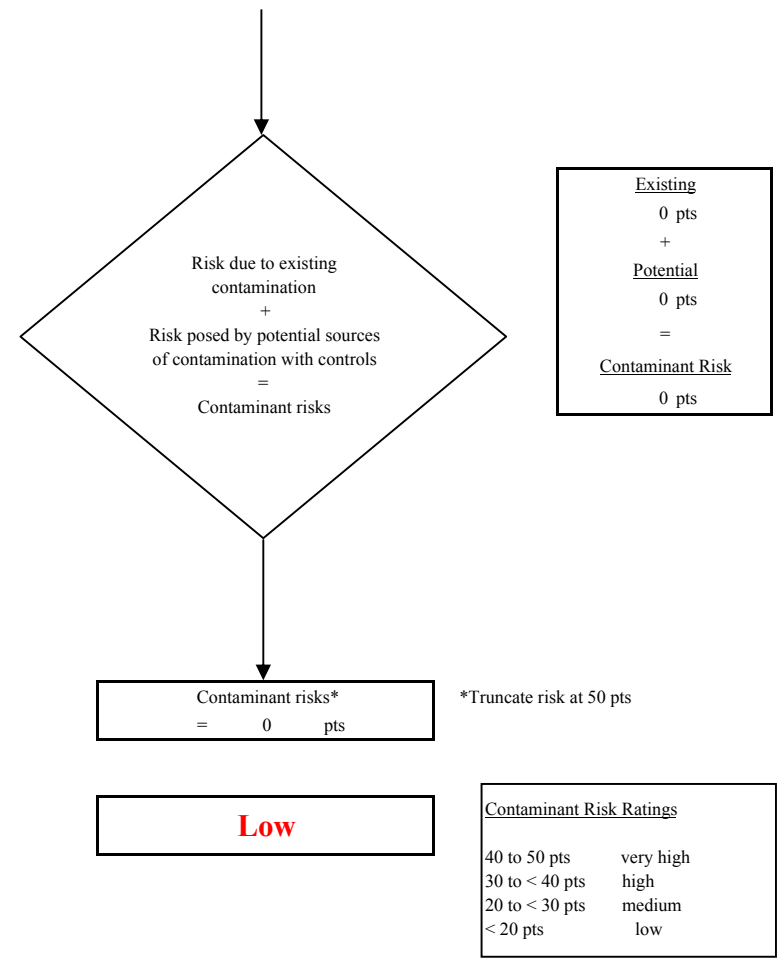 Risk due to existing
contamination
+
Risk posed by potential sources
of contamination with controls
=
Contaminant risks
Existing
0 pts
+
Potential
0 pts
=
Contaminant Risk
0 pts
Contaminant risks*
= 0 pts
*Truncate risk at 50 pts
Low
Contaminant Risk Ratings
40 to 50 pts very high
30 to < 40 pts high
20 to < 30 pts medium
< 20 pts low